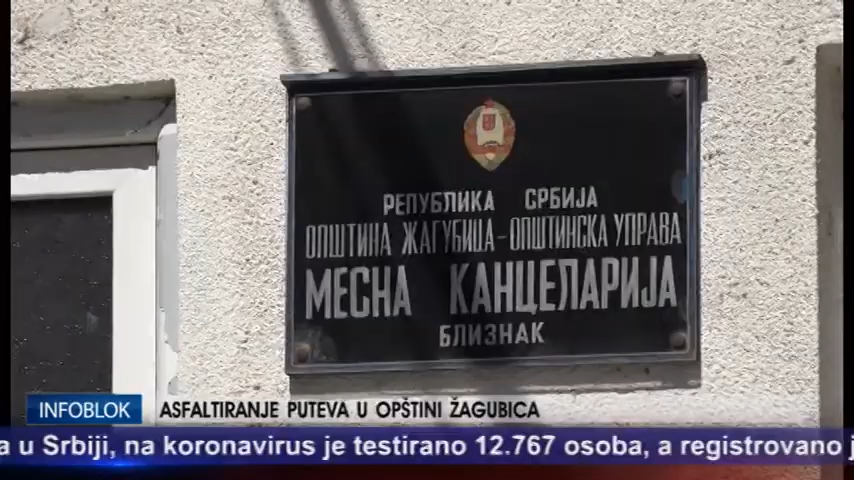 РЕПУБЛИКА СРБИЈА
ОПШТИНА ЖАГУБИЦА-ОПШТИНСКА УПРАВА
МЕСНА КАНЦЕЛАРИЈА
БЛИЗНАК
INFOBLOK ASFALTIRANJE PUTEVA U OPŠTINI ŽAGUBICA
a u Srbiji, na koronavirus je testirano 12.767 osoba, a registrovano j